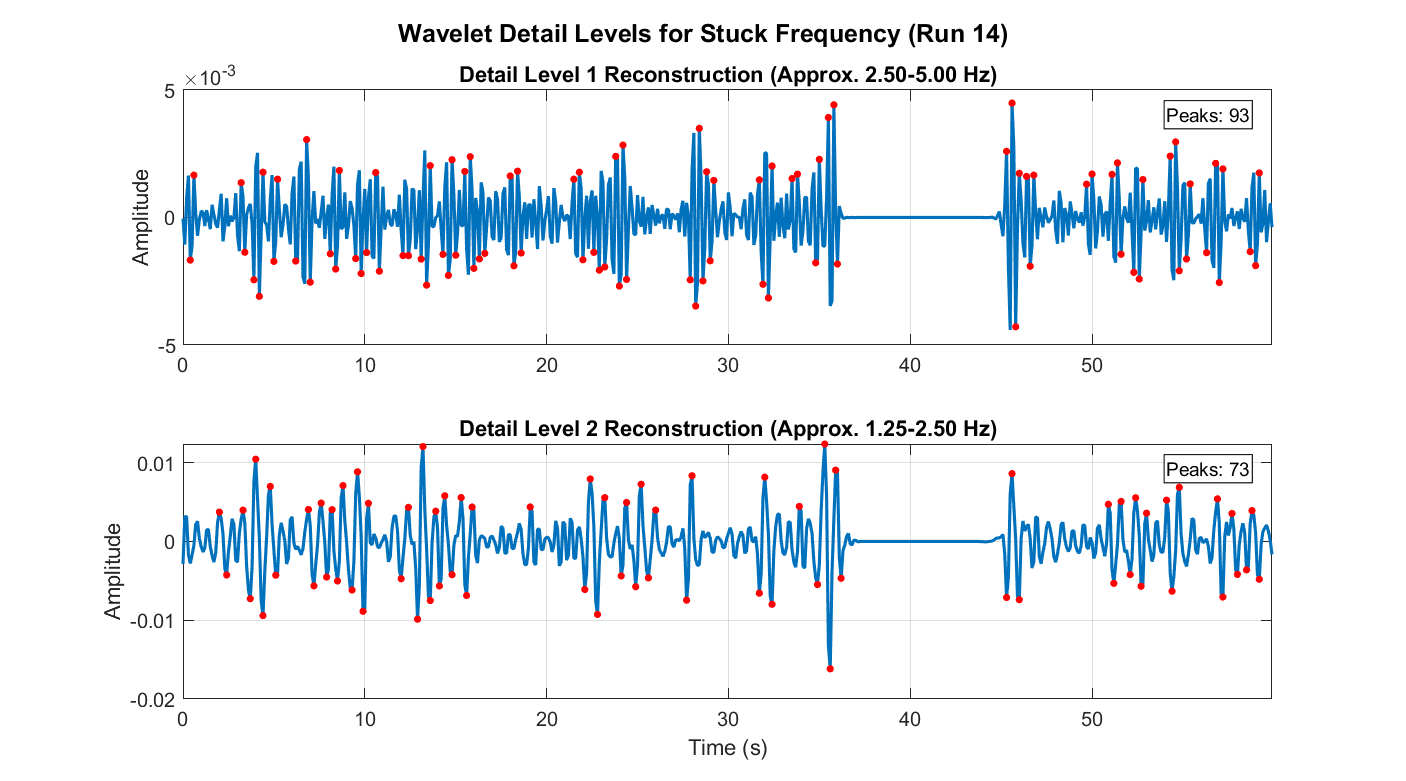 Wavelet Detail Levels for Stuck Frequency (Run 14)
Detail Level 1 Reconstruction (Approx. 2.50-5.00 Hz)
×10-3
5
0
-5
Amplitude
Peaks: 93
0 10 20 30 40 50
Detail Level 2 Reconstruction (Approx. 1.25-2.50 Hz)
0.01
0
-0.01
-0.02
Amplitude
Peaks: 73
0 10 20 30 40 50
Time (s)